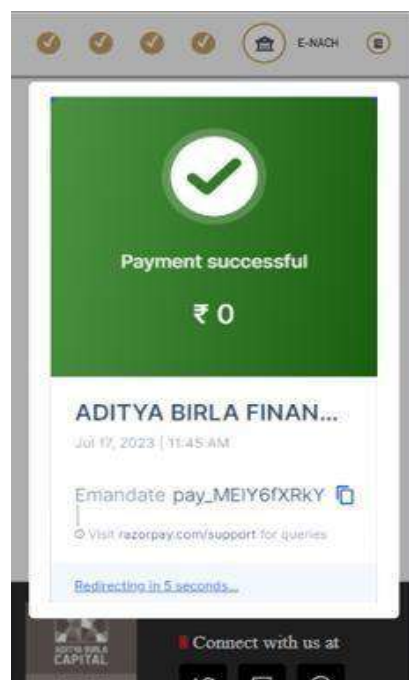 E-NACH
Payment successful
₹ 0
ADITYA BIRLA FINAN...
Jul 17, 2023 | 11:45 AM
Emandate pay_MEIY6fXRkY
Visit razorpay.com/support for queries
Redirecting in 5 seconds...
ADITYA BIRLA
CAPITAL
Connect with us at